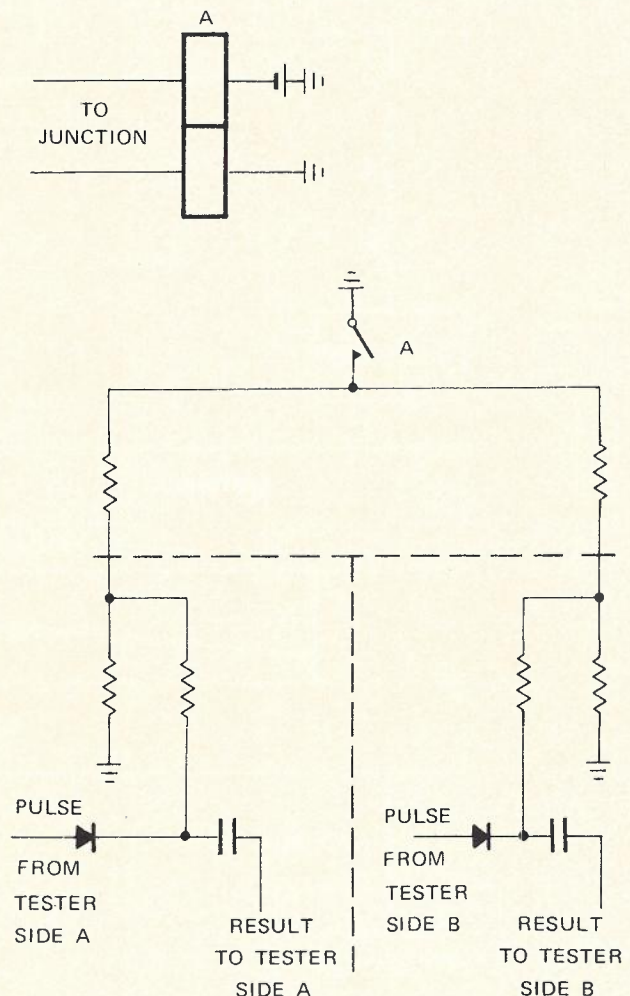 A
TO
JUNCTION
A
PULSE
FROM
TESTER
SIDE A
RESULT
TO TESTER
SIDE A
PULSE
FROM
TESTER
SIDE B
RESULT
TO TESTER
SIDE B